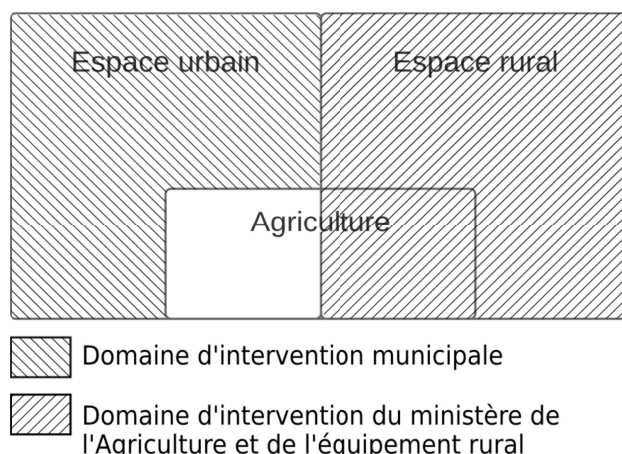 Espace urbain
Espace rural
Agriculture
Domaine d'intervention municipale
Domaine d'intervention du ministère de
l'Agriculture et de l'équipement rural